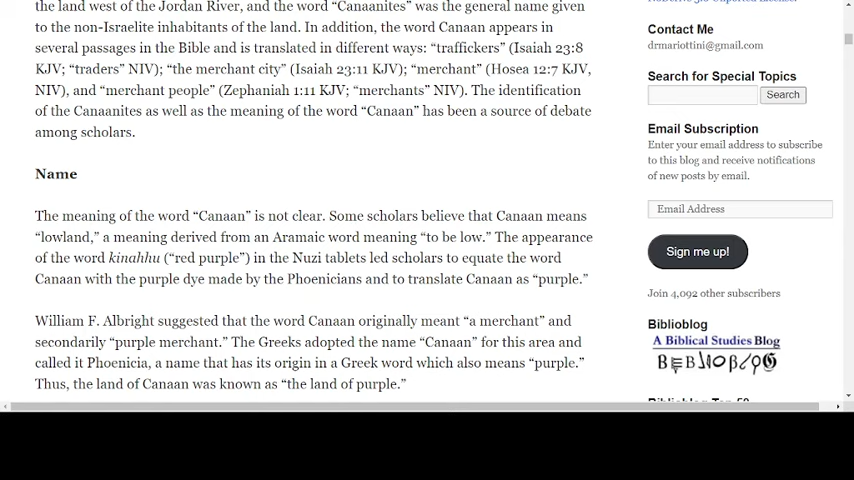 the land west of the Jordan River, and the word “Canaanites” was the general name given
to the non-Israelite inhabitants of the land. In addition, the word Canaan appears in
several passages in the Bible and is translated in different ways: “traffickers” (Isaiah 23:8
KJV; “traders” NIV); “the merchant city” (Isaiah 23:11 KJV); “merchant” (Hosea 12:7 KJV,
NIV), and “merchant people” (Zephaniah 1:11 KJV; “merchants” NIV). The identification
of the Canaanites as well as the meaning of the word “Canaan” has been a source of debate
among scholars.
Name
The meaning of the word “Canaan” is not clear. Some scholars believe that Canaan means
“lowland,” a meaning derived from an Aramaic word meaning “to be low.” The appearance
of the word kinahhu (“red purple”) in the Nuzi tablets led scholars to equate the word
Canaan with the purple dye made by the Phoenicians and to translate Canaan as “purple.”
William F. Albright suggested that the word Canaan originally meant “a merchant” and
secondarily “purple merchant.” The Greeks adopted the name “Canaan” for this area and
called it Phoenicia, a name that has its origin in a Greek word which also means “purple.”
Thus, the land of Canaan was known as “the land of purple.”
Contact Me
drmariottini@gmail.com
Search for Special Topics
Search
Email Subscription
Enter your email address to subscribe
to this blog and receive notifications
of new posts by email.
Email Address
Sign me up!
Join 4,092 other subscribers
Biblioblog
A Biblical Studies Blog